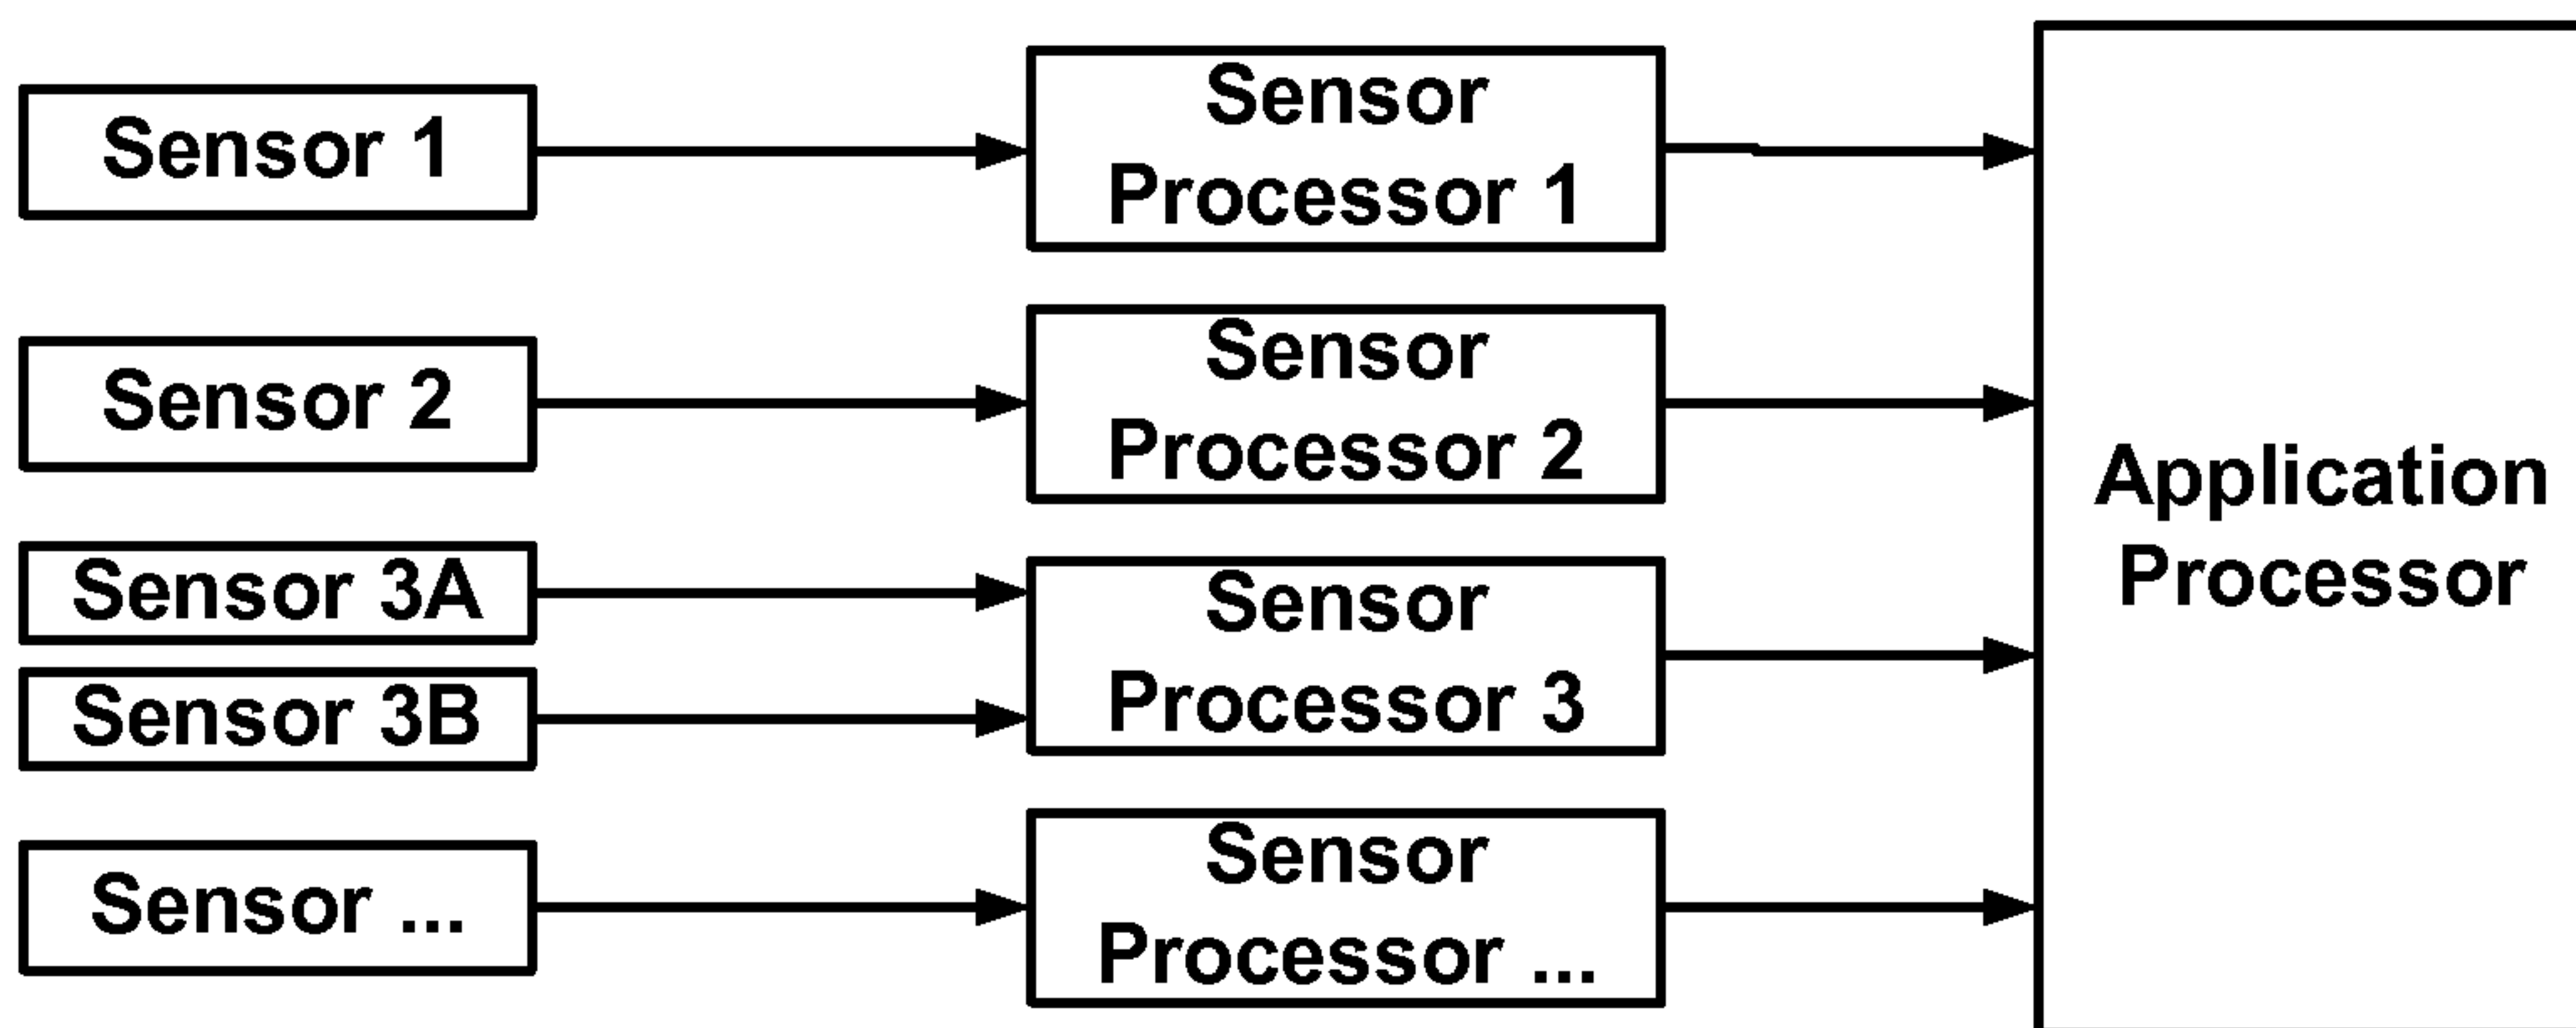 Sensor 1
Sensor
Processor 1
Sensor 2
Sensor
Processor 2
Sensor 3A
Sensor 3B
Sensor
Processor 3
Sensor ...
Sensor
Processor ...
Application
Processor